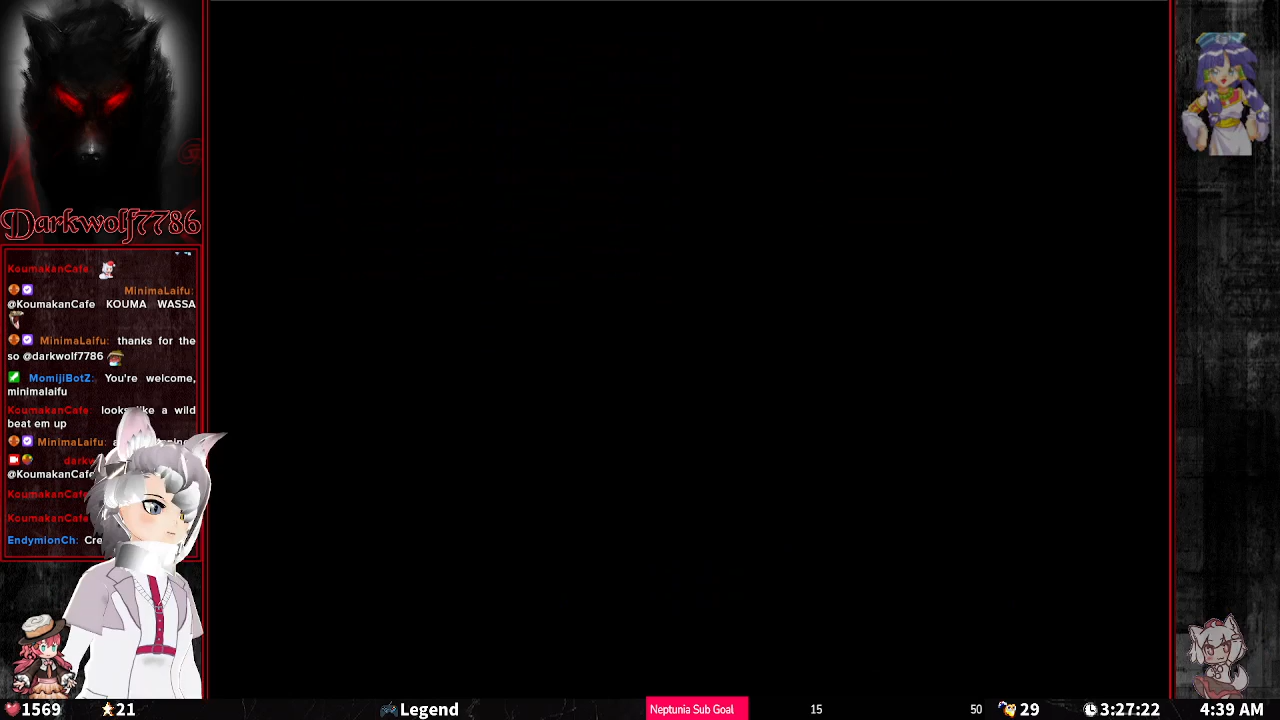 Darkwolf7786
KoumakanCafe:
MinimaLaifu:
@KoumakanCafe KOUMA WASSA
MinimaLaifu: thanks for the
so @darkwolf7786
MomijiBotZ: You're welcome,
minimalaifu
KoumakanCafe: looks like a wild
beat em up
MinimaLaifu:
@KoumakanCafe
KoumakanCafe
KoumakanCafe
EndymionCh: Cre
1569
21
Legend
Neptunia Sub Goal
15
50
29
3:27:22
4:39 AM